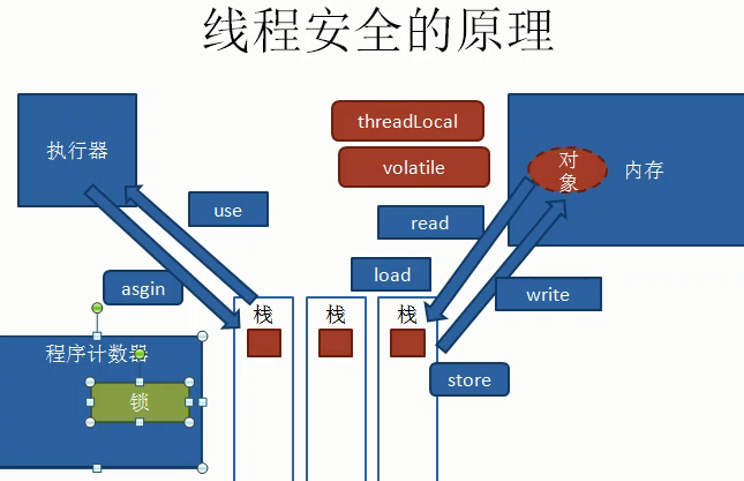 线程安全的原理
threadLocal
执行器
对
象
内存
volatile
use
read
load
asgin
write
栈
栈
栈
程序计数器
store
锁